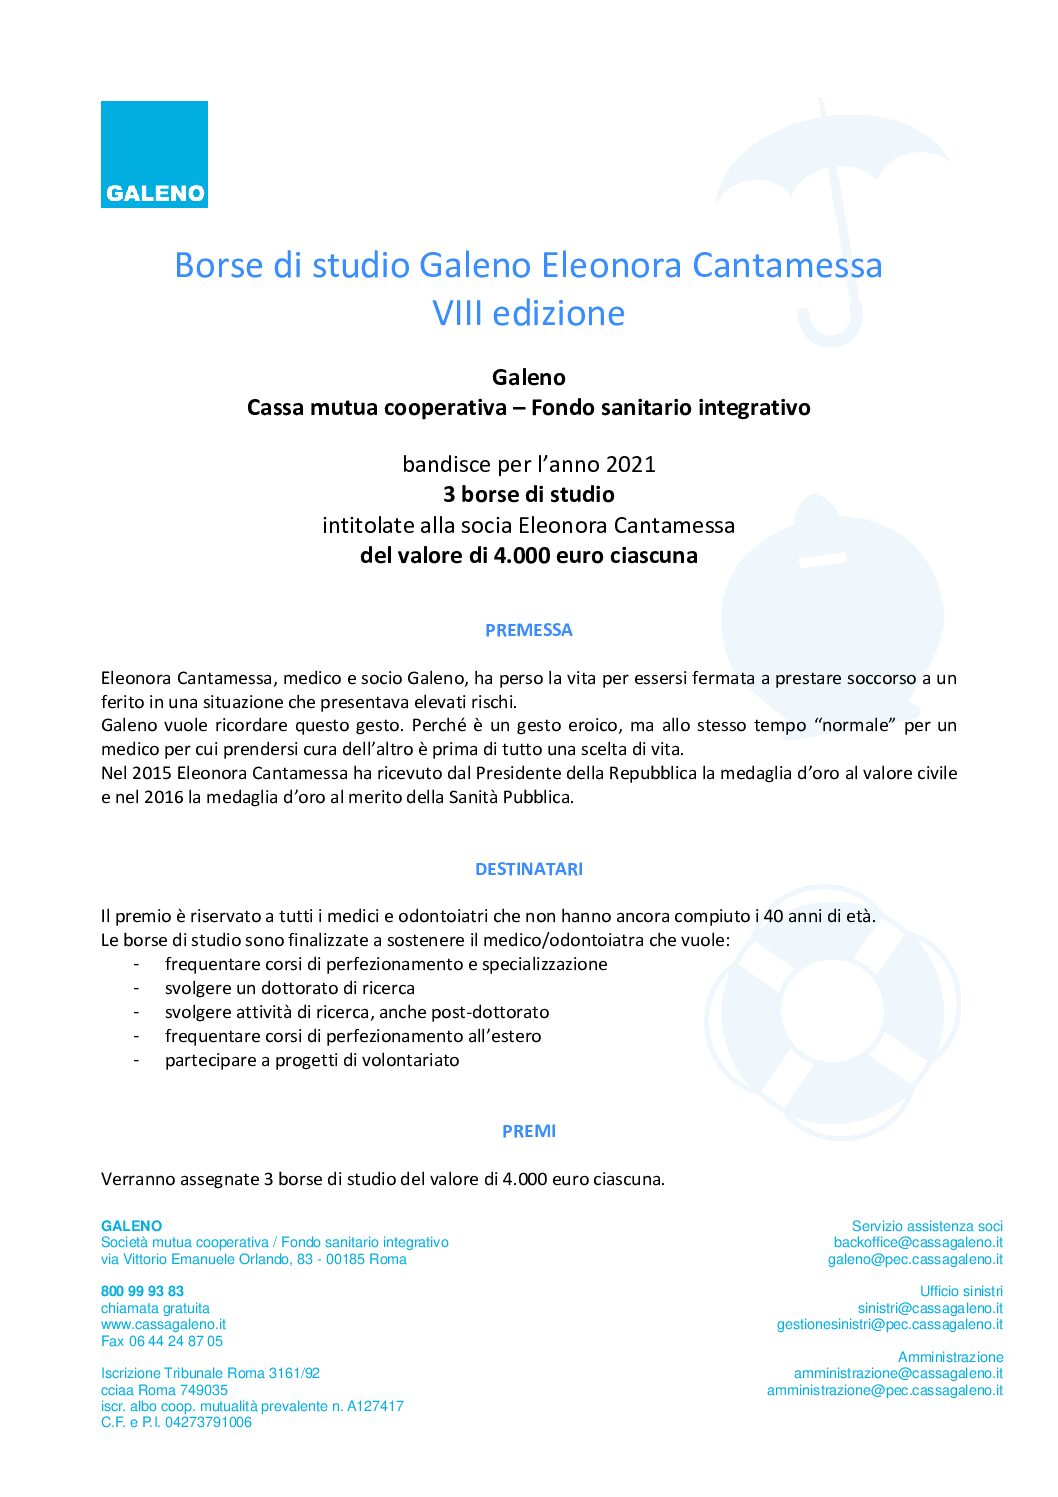 GALENO
Borse di studio Galeno Eleonora Cantamessa
VIII edizione
Galeno
Cassa mutua cooperativa – Fondo sanitario integrativo
bandisce per l’anno 2021
3 borse di studio
intitolate alla socia Eleonora Cantamessa
del valore di 4.000 euro ciascuna
PREMESSA
Eleonora Cantamessa, medico e socio Galeno, ha perso la vita per essersi fermata a prestare soccorso a un
ferito in una situazione che presentava elevati rischi.
Galeno vuole ricordare questo gesto. Perché è un gesto eroico, ma allo stesso tempo “normale” per un
medico per cui prendersi cura dell’altro è prima di tutto una scelta di vita.
Nel 2015 Eleonora Cantamessa ha ricevuto dal Presidente della Repubblica la medaglia d’oro al valore civile
e nel 2016 la medaglia d’oro al merito della Sanità Pubblica.
DESTINATARI
Il premio è riservato a tutti i medici e odontoiatri che non hanno ancora compiuto i 40 anni di età.
Le borse di studio sono finalizzate a sostenere il medico/odontoiatra che vuole:
- frequentare corsi di perfezionamento e specializzazione
- svolgere un dottorato di ricerca
- svolgere attività di ricerca, anche post-dottorato
- frequentare corsi di perfezionamento all’estero
- partecipare a progetti di volontariato
PREMI
Verranno assegnate 3 borse di studio del valore di 4.000 euro ciascuna.
GALENO
Società mutua cooperativa / Fondo sanitario integrativo
via Vittorio Emanuele Orlando, 83 - 00185 Roma
800 99 93 83
chiamata gratuita
www.cassagaleno.it
Fax 06 44 24 87 05
Iscrizione Tribunale Roma 3161/92
cciaa Roma 749035
iscr. albo coop. mutualità prevalente n. A127417
C.F. e P.I. 04273791006
Servizio assistenza soci
backoffice@cassagaleno.it
galeno@pec.cassagaleno.it
Ufficio sinistri
sinistri@cassagaleno.it
gestionesinistri@pec.cassagaleno.it
Amministrazione
amministrazione@cassagaleno.it
amministrazione@pec.cassagaleno.it